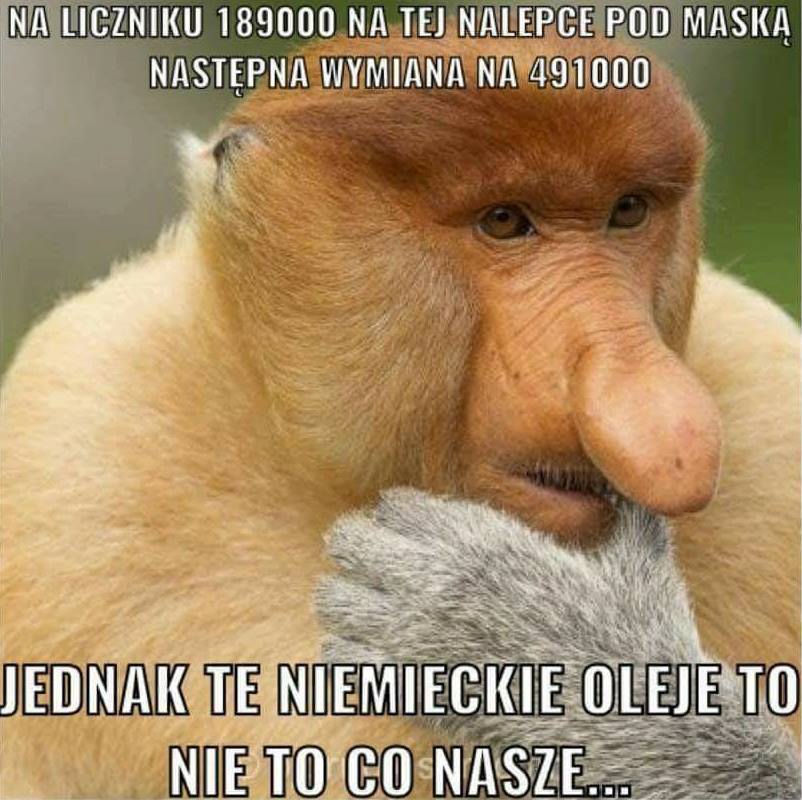 NA LICZNIKU 189000 NA TEJ NALEPCE POD MASKĄ
NASTĘPNA WYMIANA NA 491000
JEDNAK TE NIEMIECKIE OLEJE TO
NIE TO CO NASZE...